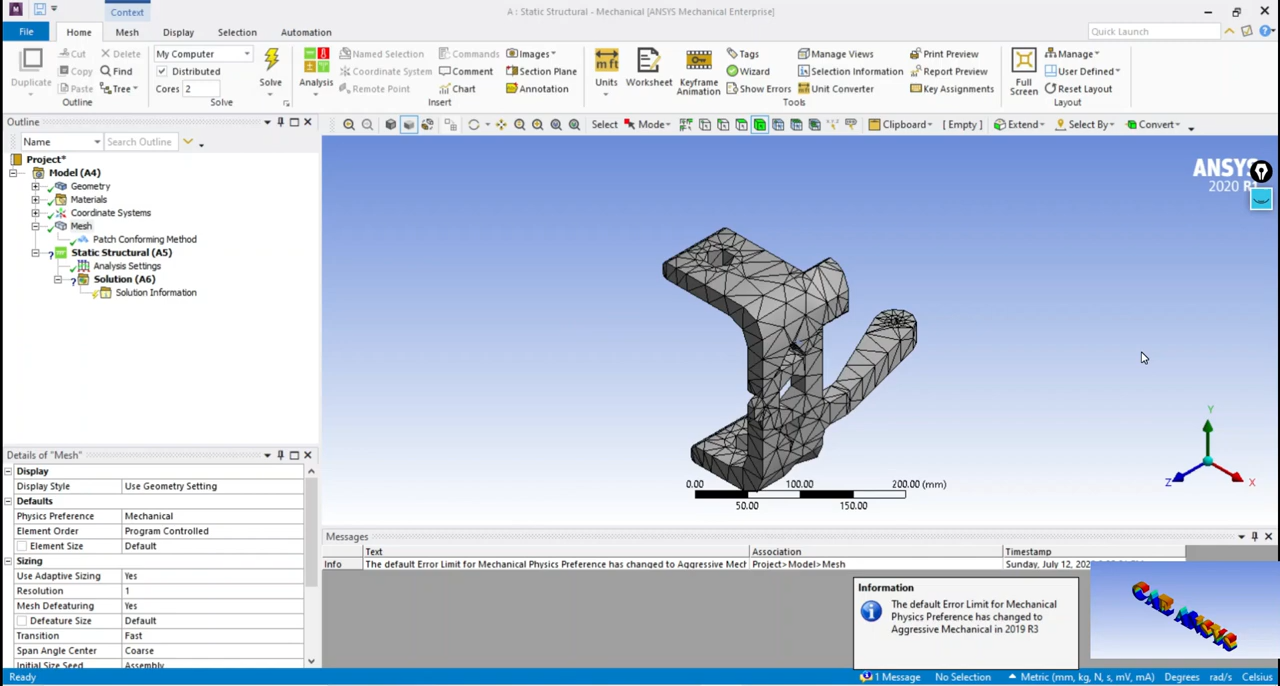 A : Static Structural - Mechanical [ANSYS Mechanical Enterprise]
Context
File Home Mesh Display Selection Automation Quick Launch
Duplicate Cut Copy Paste Delete Find Tree
Outline
My Computer
Distributed
Cores 2
Solve
Solve
Analysis
Named Selection Commands Images
Coordinate System Comment Section Plane
Remote Point Chart Annotation
Insert
Units Worksheet Keyframe Animation
Tags Manage Views Print Preview
Wizard Selection Information Report Preview
Show Errors Unit Converter Key Assignments
Tools
Full Screen
Manage
User Defined
Reset Layout
Layout
Outline
Name Search Outline
Select Mode Clipboard [ Empty ] Extend Select By Convert
Project*
Model (A4)
Geometry
Materials
Coordinate Systems
Mesh
Patch Conforming Method
Static Structural (A5)
Analysis Settings
Solution (A6)
Solution Information
ANSYS
2020 R1
Y
Z
X
0.00 100.00 200.00 (mm)
50.00 150.00
Details of "Mesh"
Display
Display Style Use Geometry Setting
Defaults
Physics Preference Mechanical
Element Order Program Controlled
Element Size Default
Sizing
Use Adaptive Sizing Yes
Resolution 1
Mesh Defeaturing Yes
Defeature Size Default
Transition Fast
Span Angle Center Coarse
Initial Size Seed Assembly
Messages
Text Association Timestamp
Info The default Error Limit for Mechanical Physics Preference has changed to Aggressive Mech Project>Model>Mesh Sunday, July 12, 202
Information
The default Error Limit for Mechanical
Physics Preference has changed to
Aggressive Mechanical in 2019 R3
Ready 1 Message No Selection Metric (mm, kg, N, s, mV, mA) Degrees rad/s Celsius